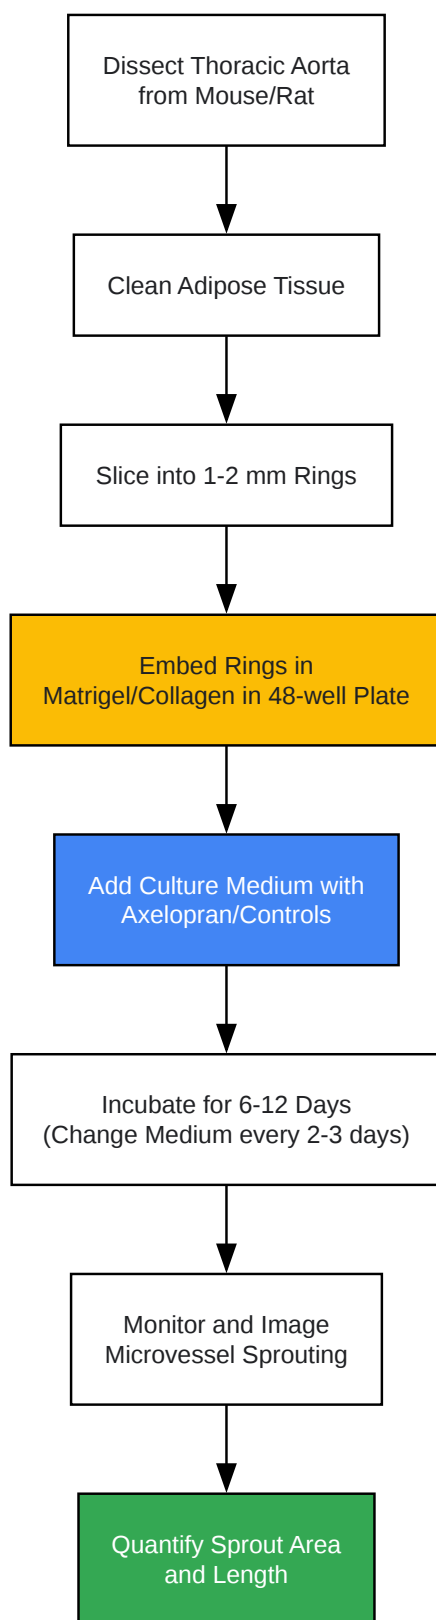 Dissect Thoracic Aorta
from Mouse/Rat
Clean Adipose Tissue
Slice into 1-2 mm Rings
Embed Rings in
Matrigel/Collagen in 48-well Plate
Add Culture Medium with
Axelopran/Controls
Incubate for 6-12 Days
(Change Medium every 2-3 days)
Monitor and Image
Microvessel Sprouting
Quantify Sprout Area
and Length